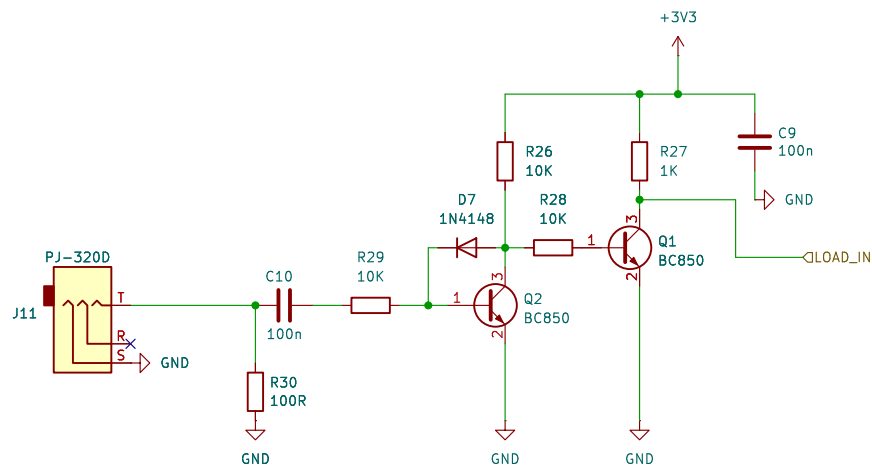 +3V3
R26
10K
R27
1K
C9
100n
GND
D7
1N4148
R28
10K
1
3
2
Q1
BC850
LOAD_IN
PJ-320D
J11
T
R
S
GND
C10
100n
R29
10K
1
3
2
Q2
BC850
R30
100R
GND
GND
GND